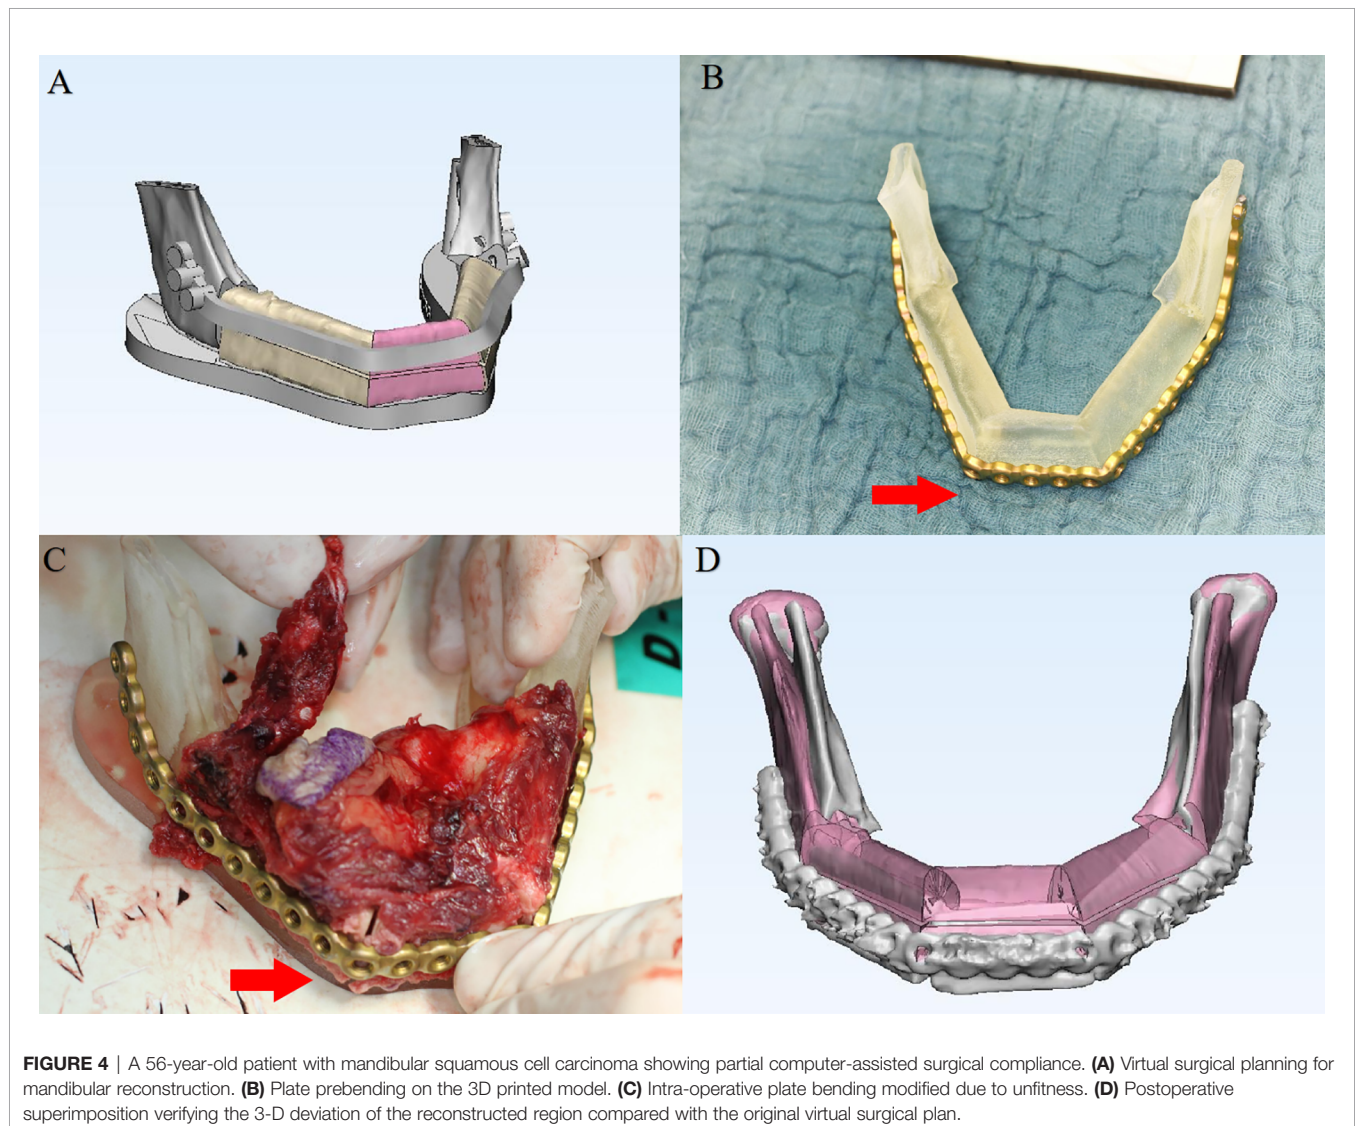 A
B
C
D
D
FIGURE 4 | A 56-year-old patient with mandibular squamous cell carcinoma showing partial computer-assisted surgical compliance. (A) Virtual surgical planning for
mandibular reconstruction. (B) Plate prebending on the 3D printed model. (C) Intra-operative plate bending modified due to unfitness. (D) Postoperative
superimposition verifying the 3-D deviation of the reconstructed region compared with the original virtual surgical plan.